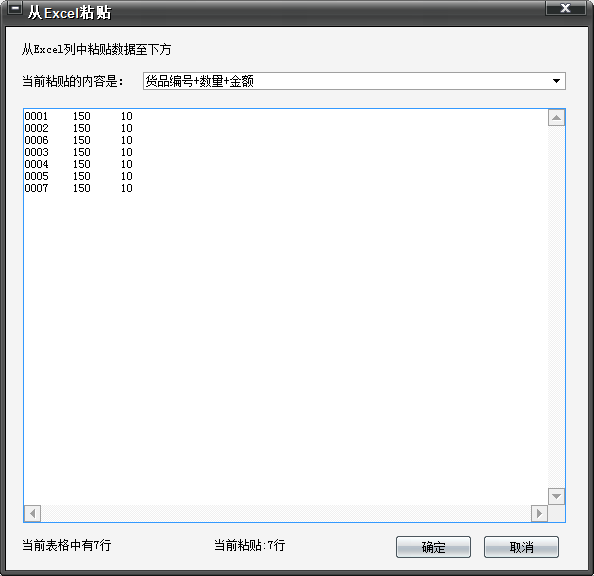 从Excel粘贴
从Excel列中粘贴数据至下方
当前粘贴的内容是： 货品编号+数量+金额
0001 150 10
0002 150 10
0006 150 10
0003 150 10
0004 150 10
0005 150 10
0007 150 10
当前表格中有7行 当前粘贴:7行 确定 取消